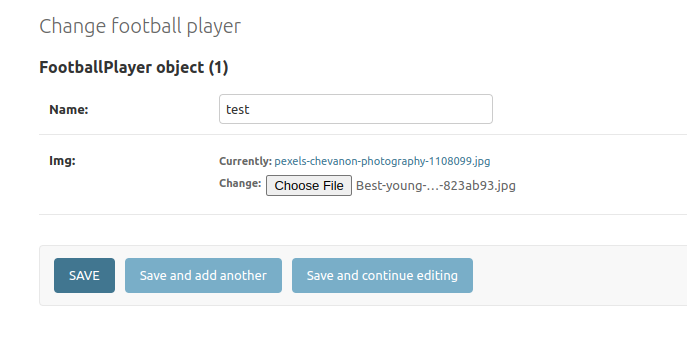 Change football player
FootballPlayer object (1)
Name: test
Img: Currently: pexels-chevanon-photography-1108099.jpg
Change: Choose File Best-young-...-823ab93.jpg
SAVE Save and add another Save and continue editing